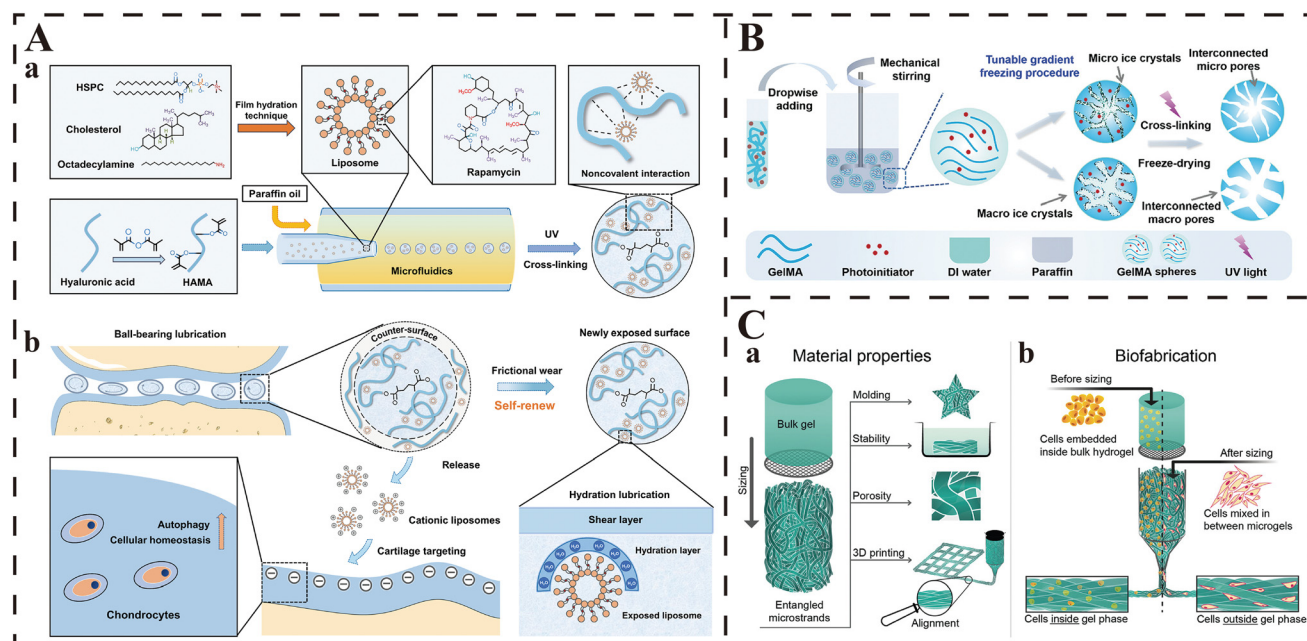 A
a
HSPC
Cholesterol
Octadecylamine
Film hydration
technique
Liposome
Rapamycin
Noncovalent interaction
Hyaluronic acid
HAMA
Paraffin oil
Microfluidics
UV
Cross-linking
b
Ball-bearing lubrication
Counter-surface
Frictional wear
Self-renew
Newly exposed surface
Release
Cationic liposomes
Cartilage targeting
Autophagy
Cellular homeostasis
Chondrocytes
Hydration lubrication
Shear layer
Hydration layer
H₂O
H₂O
H₂O
H₂O
H₂O
H₂O
Exposed liposome
B
Dropwise
adding
Mechanical
stirring
Tunable gradient
freezing procedure
Micro ice crystals
Interconnected
micro pores
Cross-linking
Freeze-drying
Macro ice crystals
Interconnected
macro pores
GelMA
Photoinitiator
DI water
Paraffin
GelMA spheres
UV light
C
a
Material properties
Bulk gel
Sizing
Entangled
microstrands
Molding
Stability
Porosity
3D printing
Alignment
b
Biofabrication
Before sizing
Cells embedded
inside bulk hydrogel
After sizing
Cells mixed in
between microgels
Cells inside gel phase
Cells outside gel phase